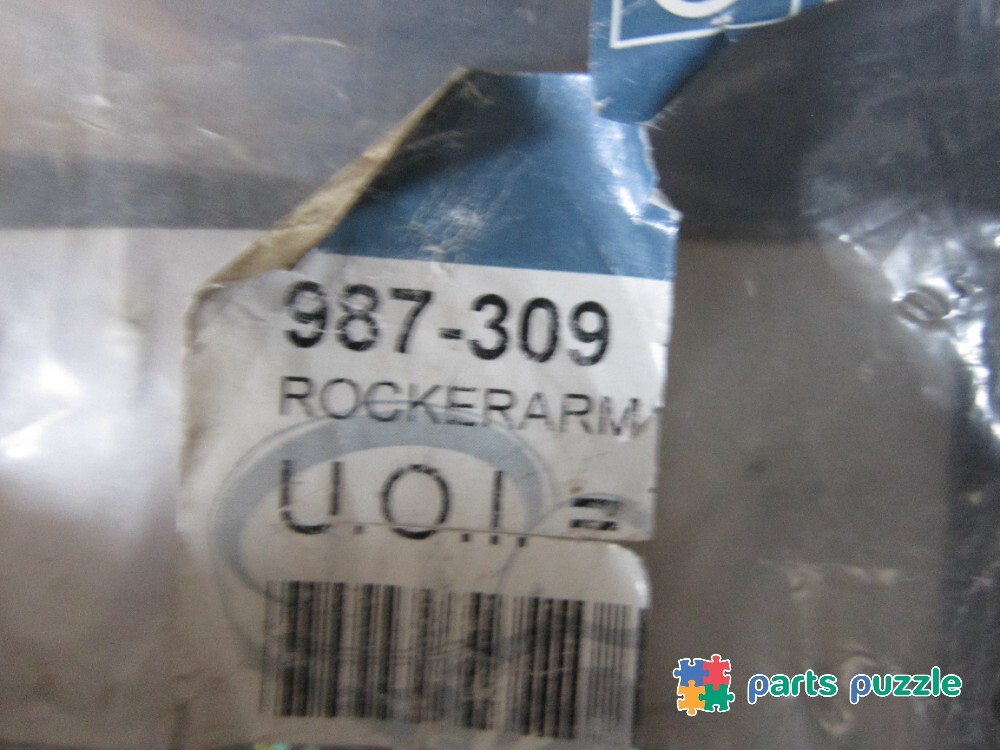 987-309
ROCKERARM
U.O.I. =
parts puzzle